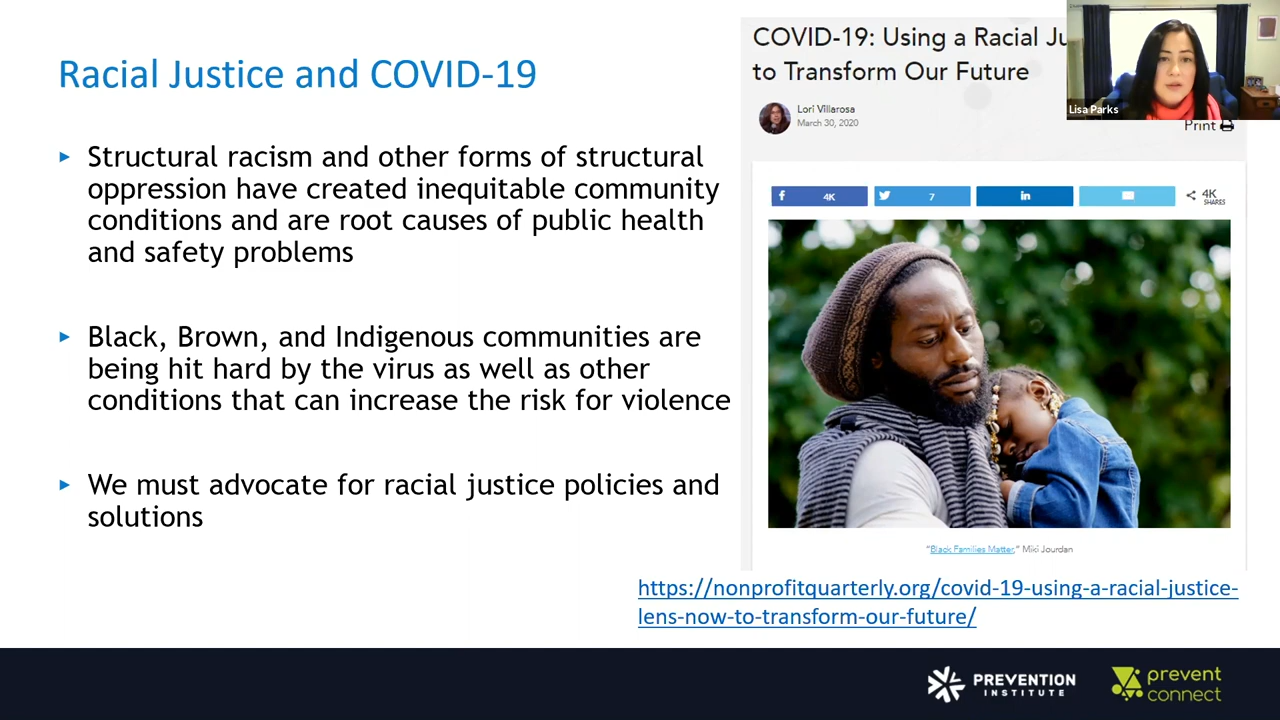 Racial Justice and COVID-19
▸ Structural racism and other forms of structural
oppression have created inequitable community
conditions and are root causes of public health
and safety problems
▸ Black, Brown, and Indigenous communities are
being hit hard by the virus as well as other
conditions that can increase the risk for violence
▸ We must advocate for racial justice policies and
solutions
COVID-19: Using a Racial Ju
to Transform Our Future
Lori Villarosa
March 30, 2020
Lisa Parks
Print
4K
7
in
4K
SHARES
"Black Families Matter," Miki Jourdan
https://nonprofitquarterly.org/covid-19-using-a-racial-justice-
lens-now-to-transform-our-future/
PREVENTION
INSTITUTE
prevent
connect